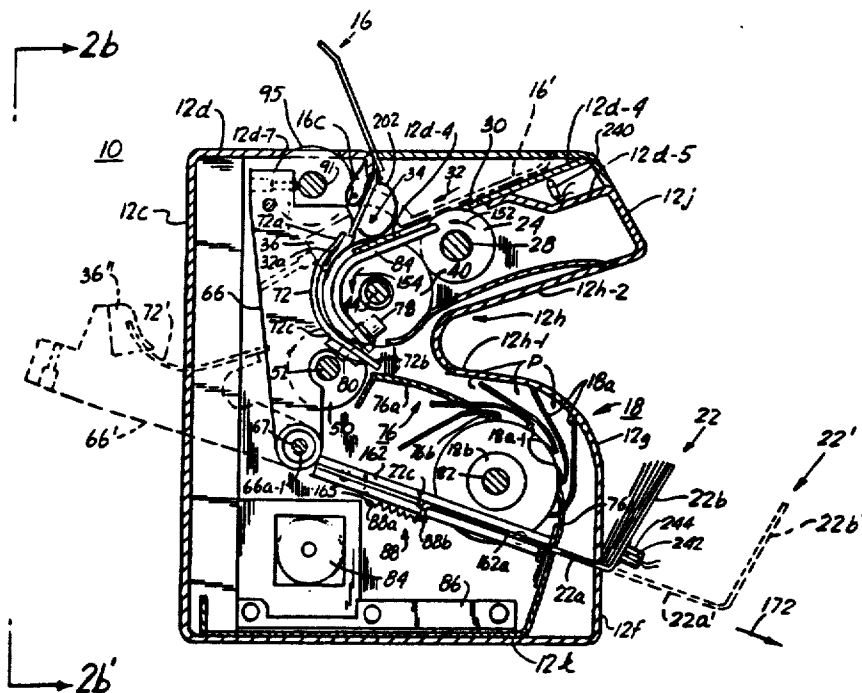 2b
16
95
202
12d-4
16'
12d
12d-7
16c
30
12d-4
240
10
34
32
12d-5
91
152
24
12j
12c
72a
28
36
32a
84
40
36"
72
154
12h-2
72'
66
78
12h
72c
72b
12h-1
P
52
80
18a
18
76a
76
18a-1
12g
22
66'
67
50
162
76b
18b
22'
22c
182
66a-1
163
76
22b
88a
244
22b'
88
88b
242
162a
84
86
22a
22a'
172
12f
2b'
12k